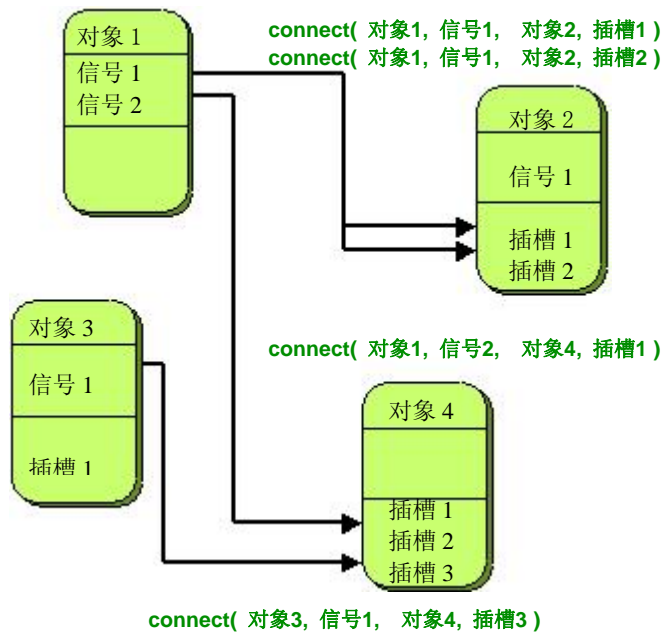 对象 1
信号 1
信号 2
connect( 对象1, 信号1, 对象2, 插槽1 )
connect( 对象1, 信号1, 对象2, 插槽2 )
对象 2
信号 1
插槽 1
插槽 2
对象 3
信号 1
插槽 1
connect( 对象1, 信号2, 对象4, 插槽1 )
对象 4
插槽 1
插槽 2
插槽 3
connect( 对象3, 信号1, 对象4, 插槽3 )